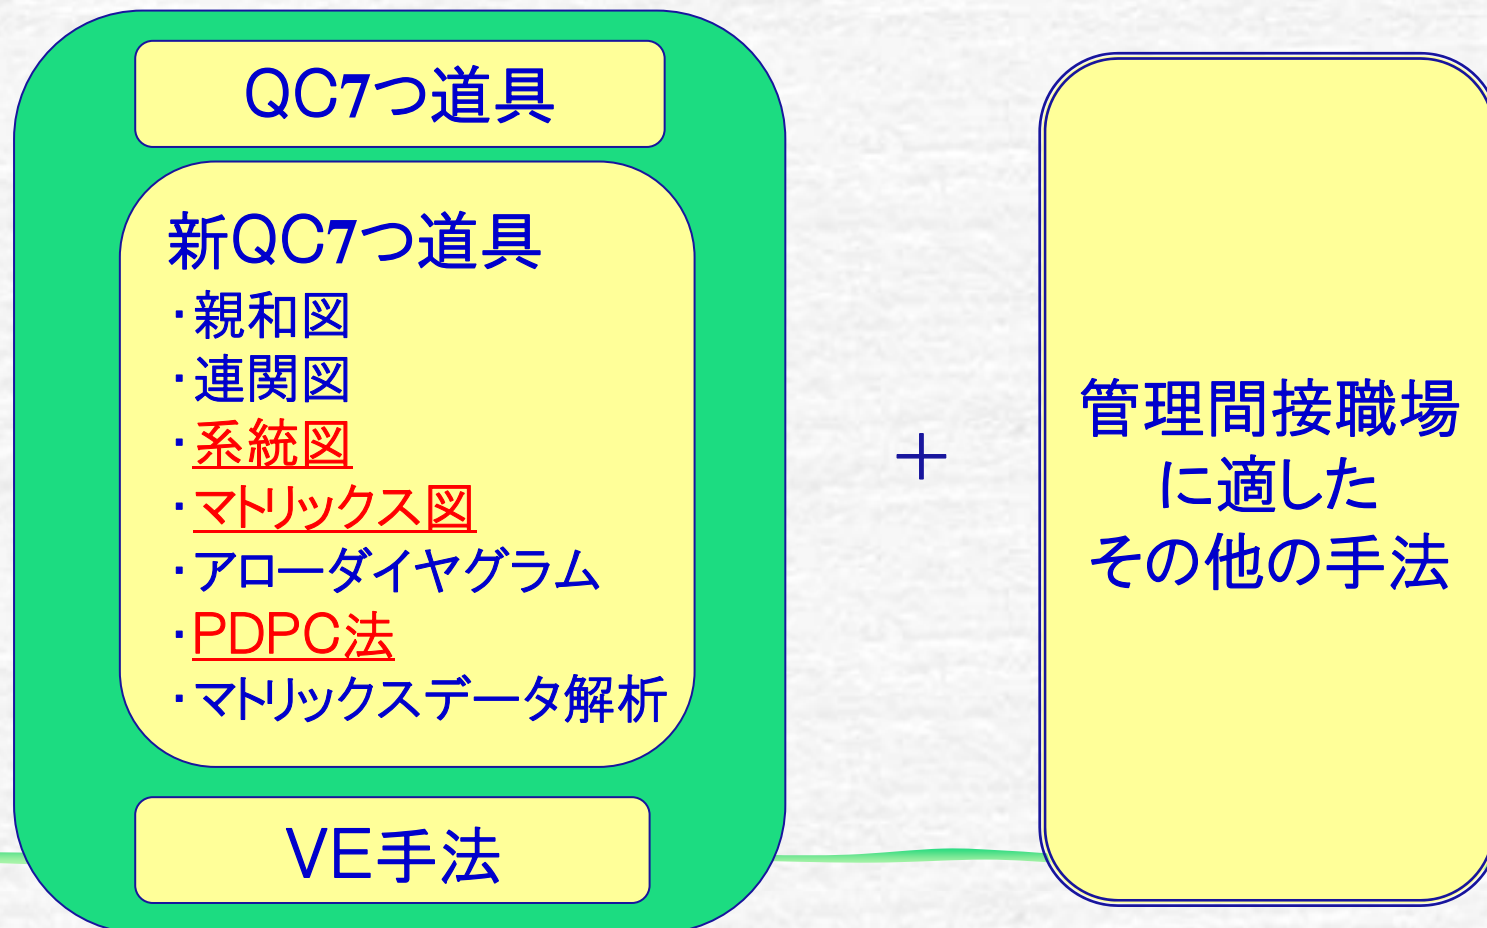 QC7つ道具
新QC7つ道具
・親和図
・連関図
・系統図
・マトリックス図
・アローダイヤグラム
・PDPC法
・マトリックスデータ解析
VE手法
＋
管理間接職場
に適した
その他の手法